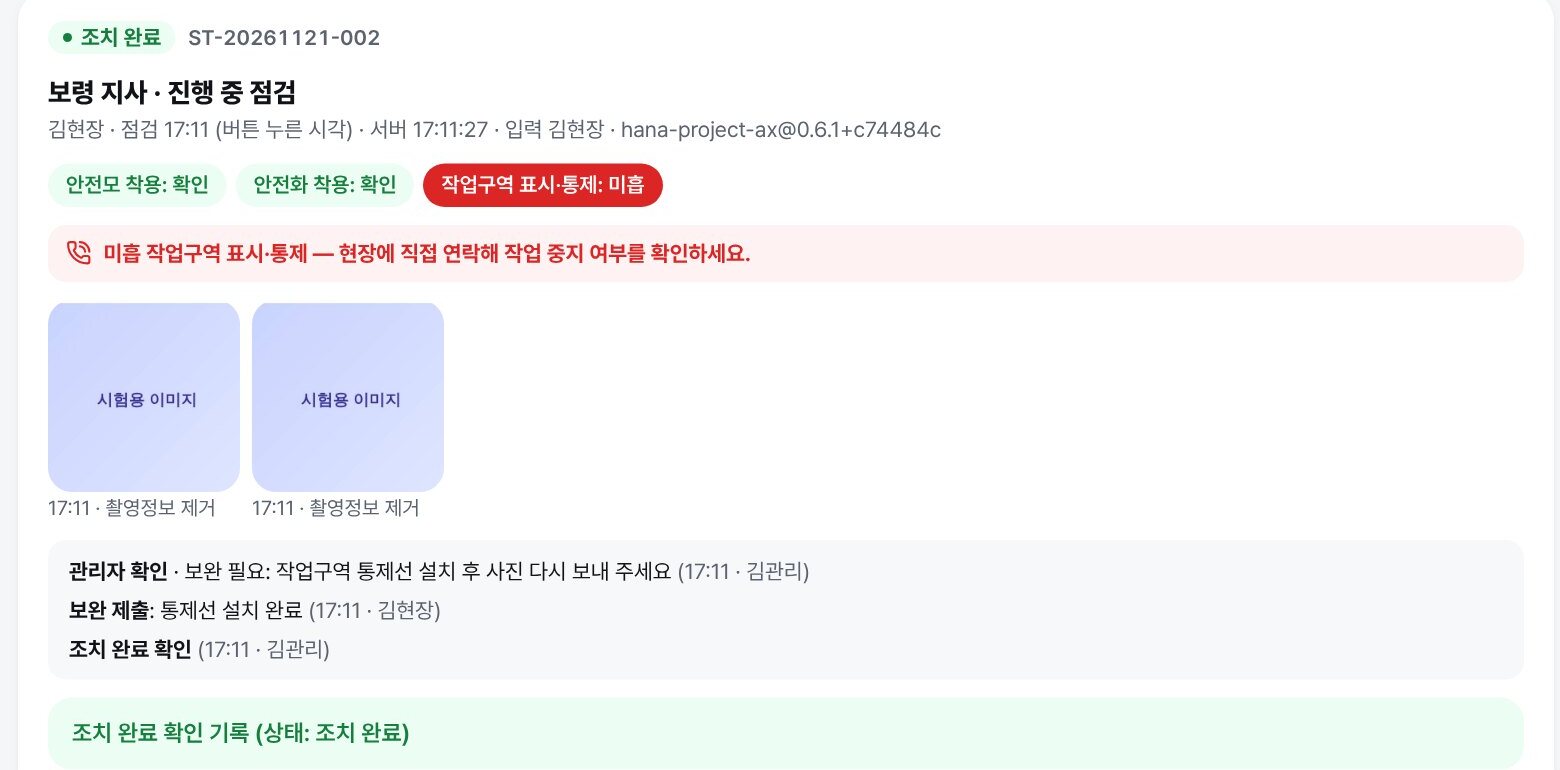 조치 완료 ST-20261121-002
보령 지사 · 진행 중 점검
김현장 · 점검 17:11 (버튼 누른 시각) · 서버 17:11:27 · 입력 김현장 · hana-project-ax@0.6.1+c74484c
안전모 착용: 확인 안전화 착용: 확인 작업구역 표시·통제: 미흡
미흡 작업구역 표시·통제 — 현장에 직접 연락해 작업 중지 여부를 확인하세요.
시험용 이미지 시험용 이미지
17:11 · 촬영정보 제거 17:11 · 촬영정보 제거
관리자 확인 · 보완 필요: 작업구역 통제선 설치 후 사진 다시 보내 주세요 (17:11 · 김관리)
보완 제출: 통제선 설치 완료 (17:11 · 김현장)
조치 완료 확인 (17:11 · 김관리)
조치 완료 확인 기록 (상태: 조치 완료)